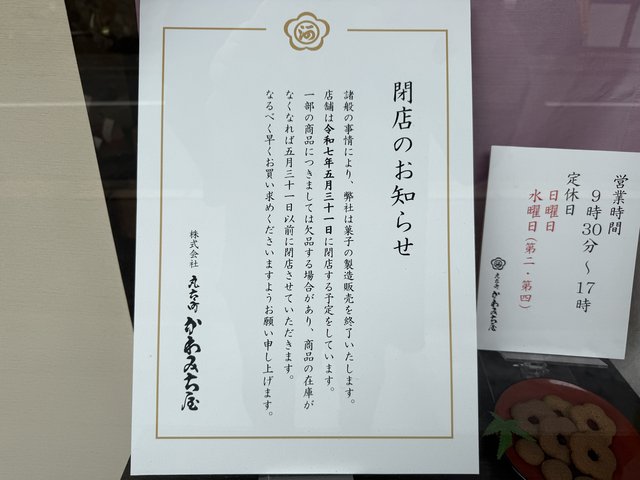 閉店のお知らせ
諸般の事情により、弊社は菓子の製造販売を終了いたします。
店舗は令和七年五月三十一日に閉店する予定をしています。
一部の商品につきましては欠品する場合があり、商品の在庫が
なくなれば五月三十一日以前に閉店させていただきます。
なるべく早くお買い求めくださいますようお願い申し上げます。
株式会社 丸太町 かわみち屋
営業時間
9時30分〜17時
定休日
日曜日
水曜日(第二・第四)
丸太町 かわみち屋